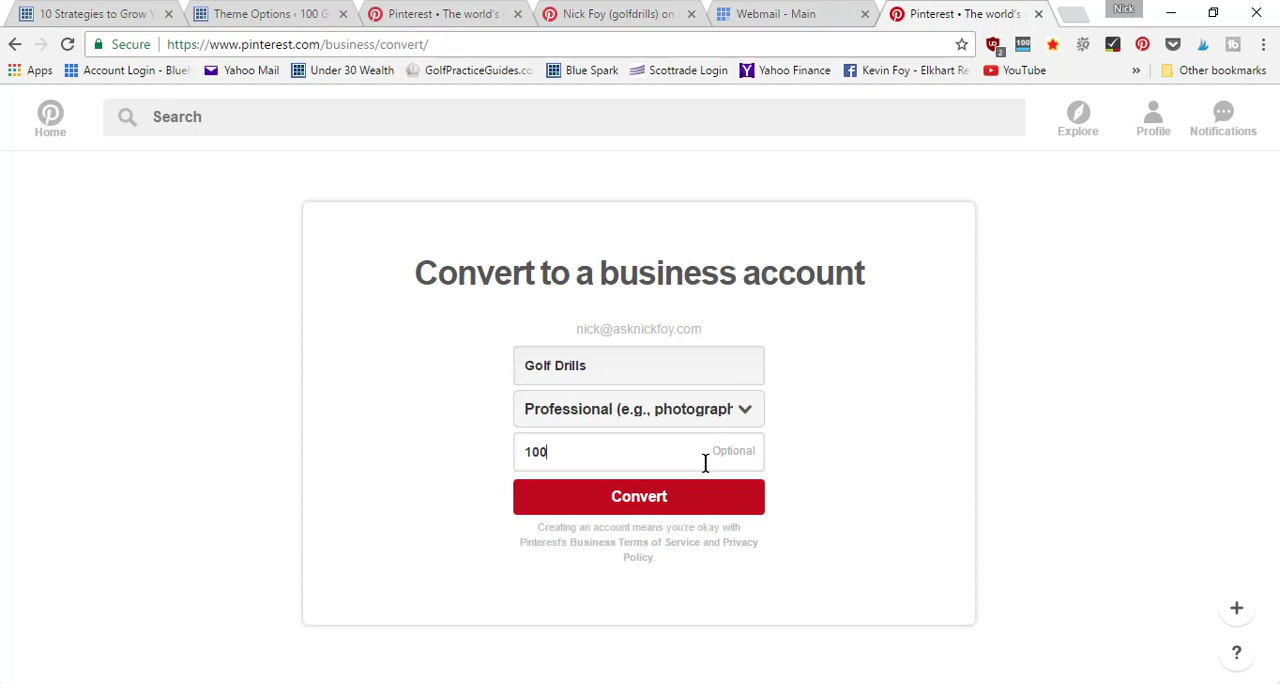 10 Strategies to Grow Y
Theme Options ‹ 100 G
Pinterest • The world's
Nick Foy (golfdrills) on
Webmail - Main
Pinterest • The world's
Nick
Secure
https://www.pinterest.com/business/convert/
Apps
Account Login - Blueh
Yahoo Mail
Under 30 Wealth
GolfPracticeGuides.co
Blue Spark
Scottrade Login
Yahoo Finance
Kevin Foy - Elkhart Re
YouTube
»
Other bookmarks
Home
Search
Explore
Profile
Notifications
Convert to a business account
nick@asknickfoy.com
Golf Drills
Professional (e.g., photograph
100
Optional
Convert
Creating an account means you're okay with
Pinterest's Business Terms of Service and Privacy
Policy.
+
?